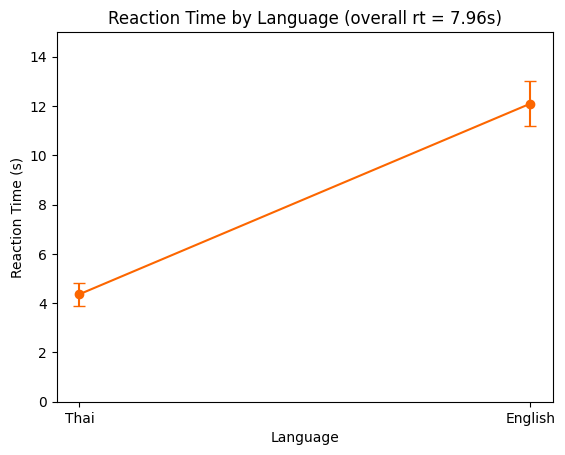 Reaction Time by Language (overall rt = 7.96s)
14
12
10
8
6
4
2
0
Reaction Time (s)
Thai
English
Language